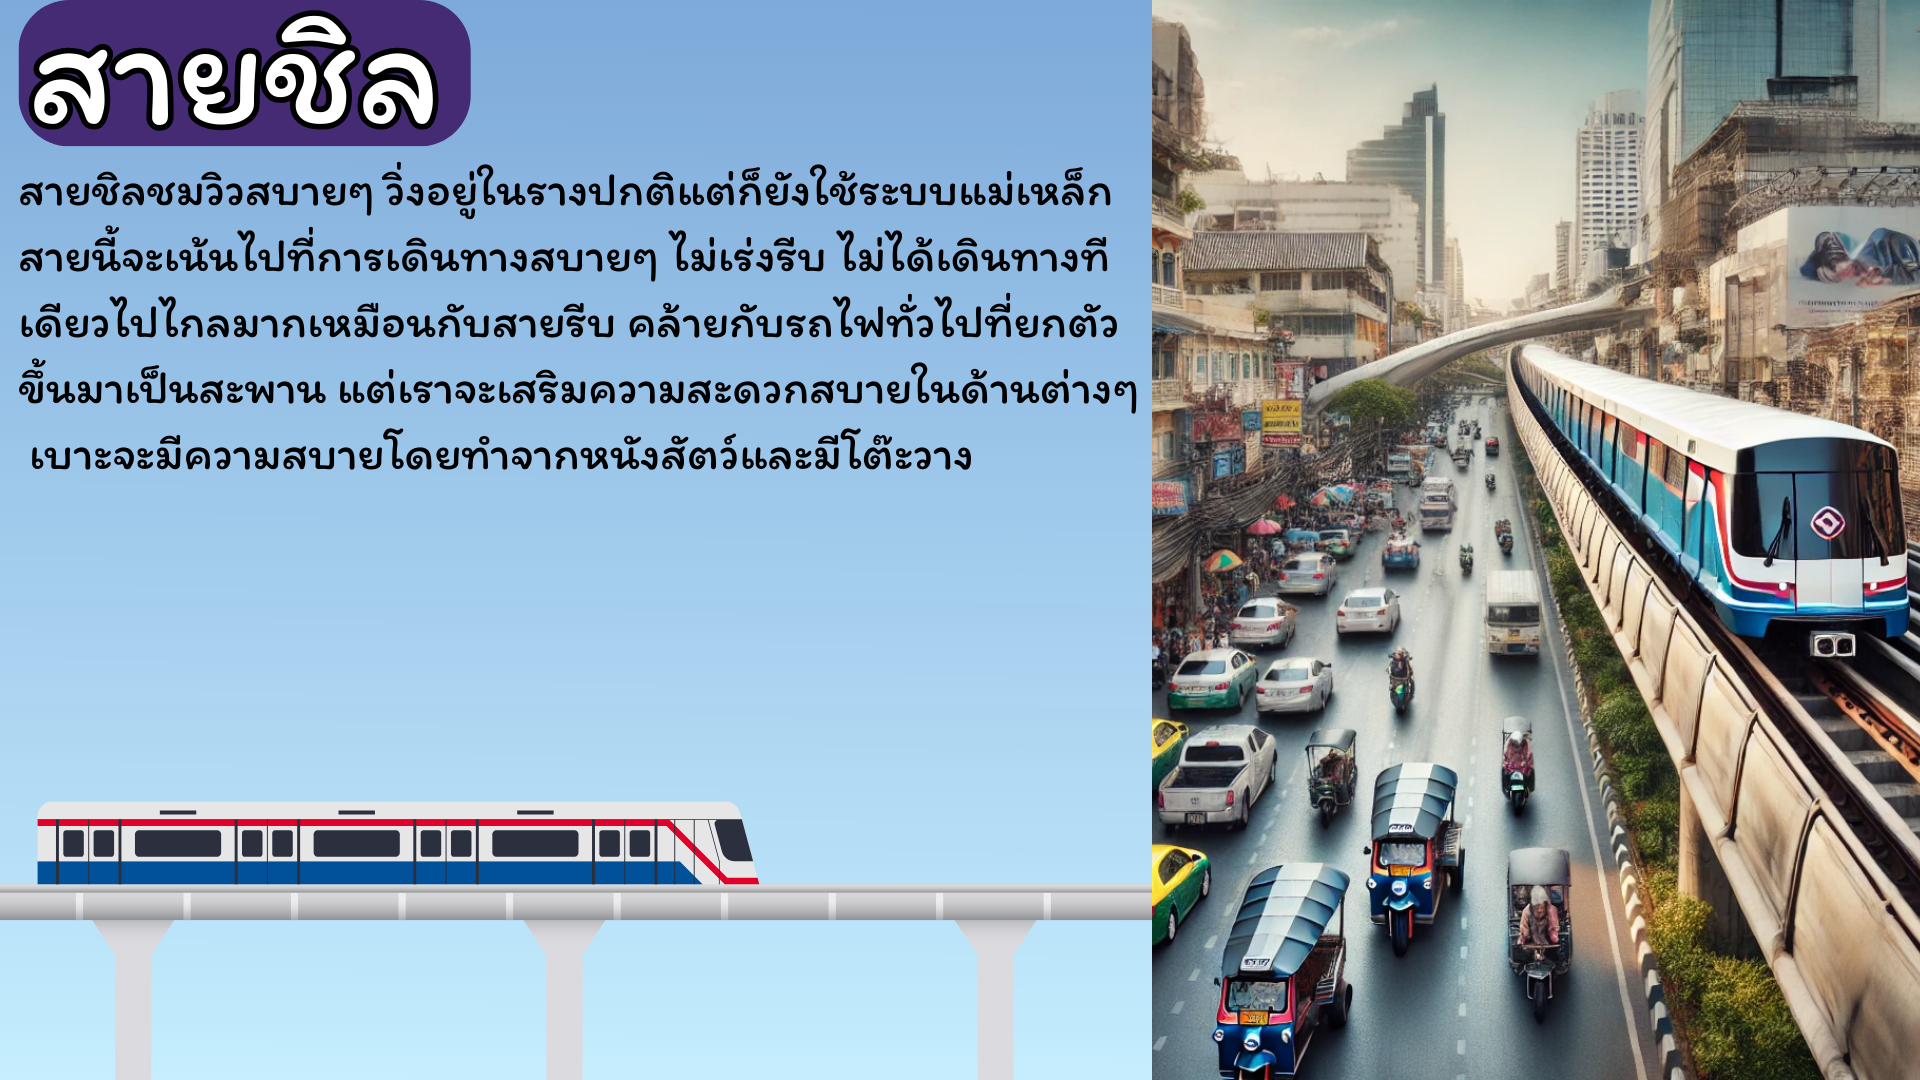 สายชิล
สายชิลชมวิวสบายๆ วิ่งอยู่ในรางปกติแต่ก็ยังใช้ระบบแม่เหล็ก
สายนี้จะเน้นไปที่การเดินทางสบายๆ ไม่เร่งรีบ ไม่ได้เดินทางที
เดียวไปไกลมากเหมือนกับสายรีบ คล้ายกับรถไฟทั่วไปที่ยกตัว
ขึ้นมาเป็นสะพาน แต่เราจะเสริมความสะดวกสบายในด้านต่างๆ
เบาะจะมีความสบายโดยทำจากหนังสัตว์และมีโต๊ะวาง